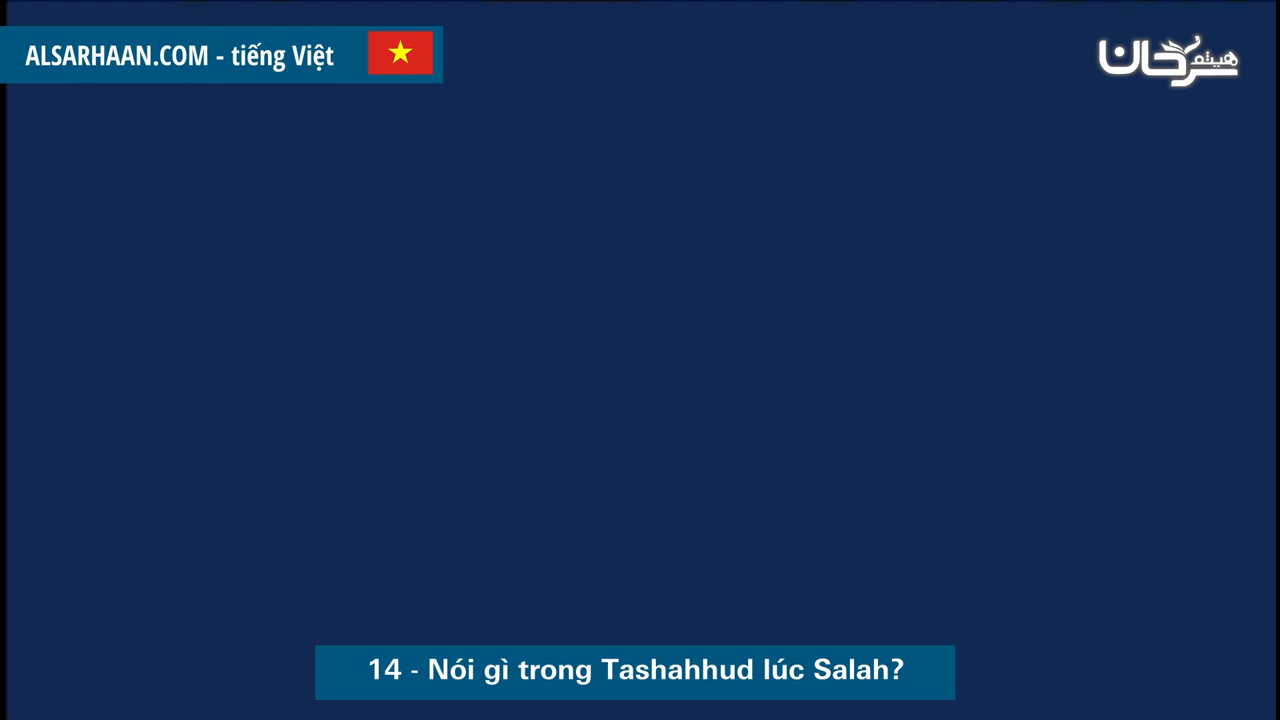 ALSARHAAN.COM - tiếng Việt
هيثم
سرحان
14 - Nói gì trong Tashahhud lúc Salah?